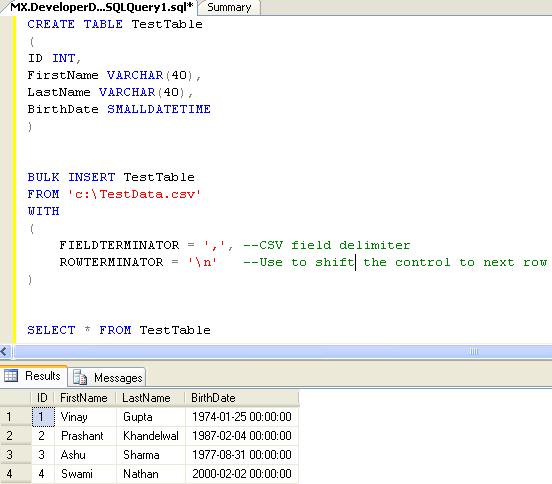 MX.DeveloperD...SQLQuery1.sql* Summary
CREATE TABLE TestTable
(
ID INT,
FirstName VARCHAR(40),
LastName VARCHAR(40),
BirthDate SMALLDATETIME
)
BULK INSERT TestTable
FROM 'c:\TestData.csv'
WITH
(
FIELDTERMINATOR = ',', --CSV field delimiter
ROWTERMINATOR = '\n' --Use to shift the control to next row
)
SELECT * FROM TestTable
Results Messages
ID FirstName LastName BirthDate
1 1 Vinay Gupta 1974-01-25 00:00:00
2 2 Prashant Khandelwal 1987-02-04 00:00:00
3 3 Ashu Sharma 1977-08-31 00:00:00
4 4 Swami Nathan 2000-02-02 00:00:00